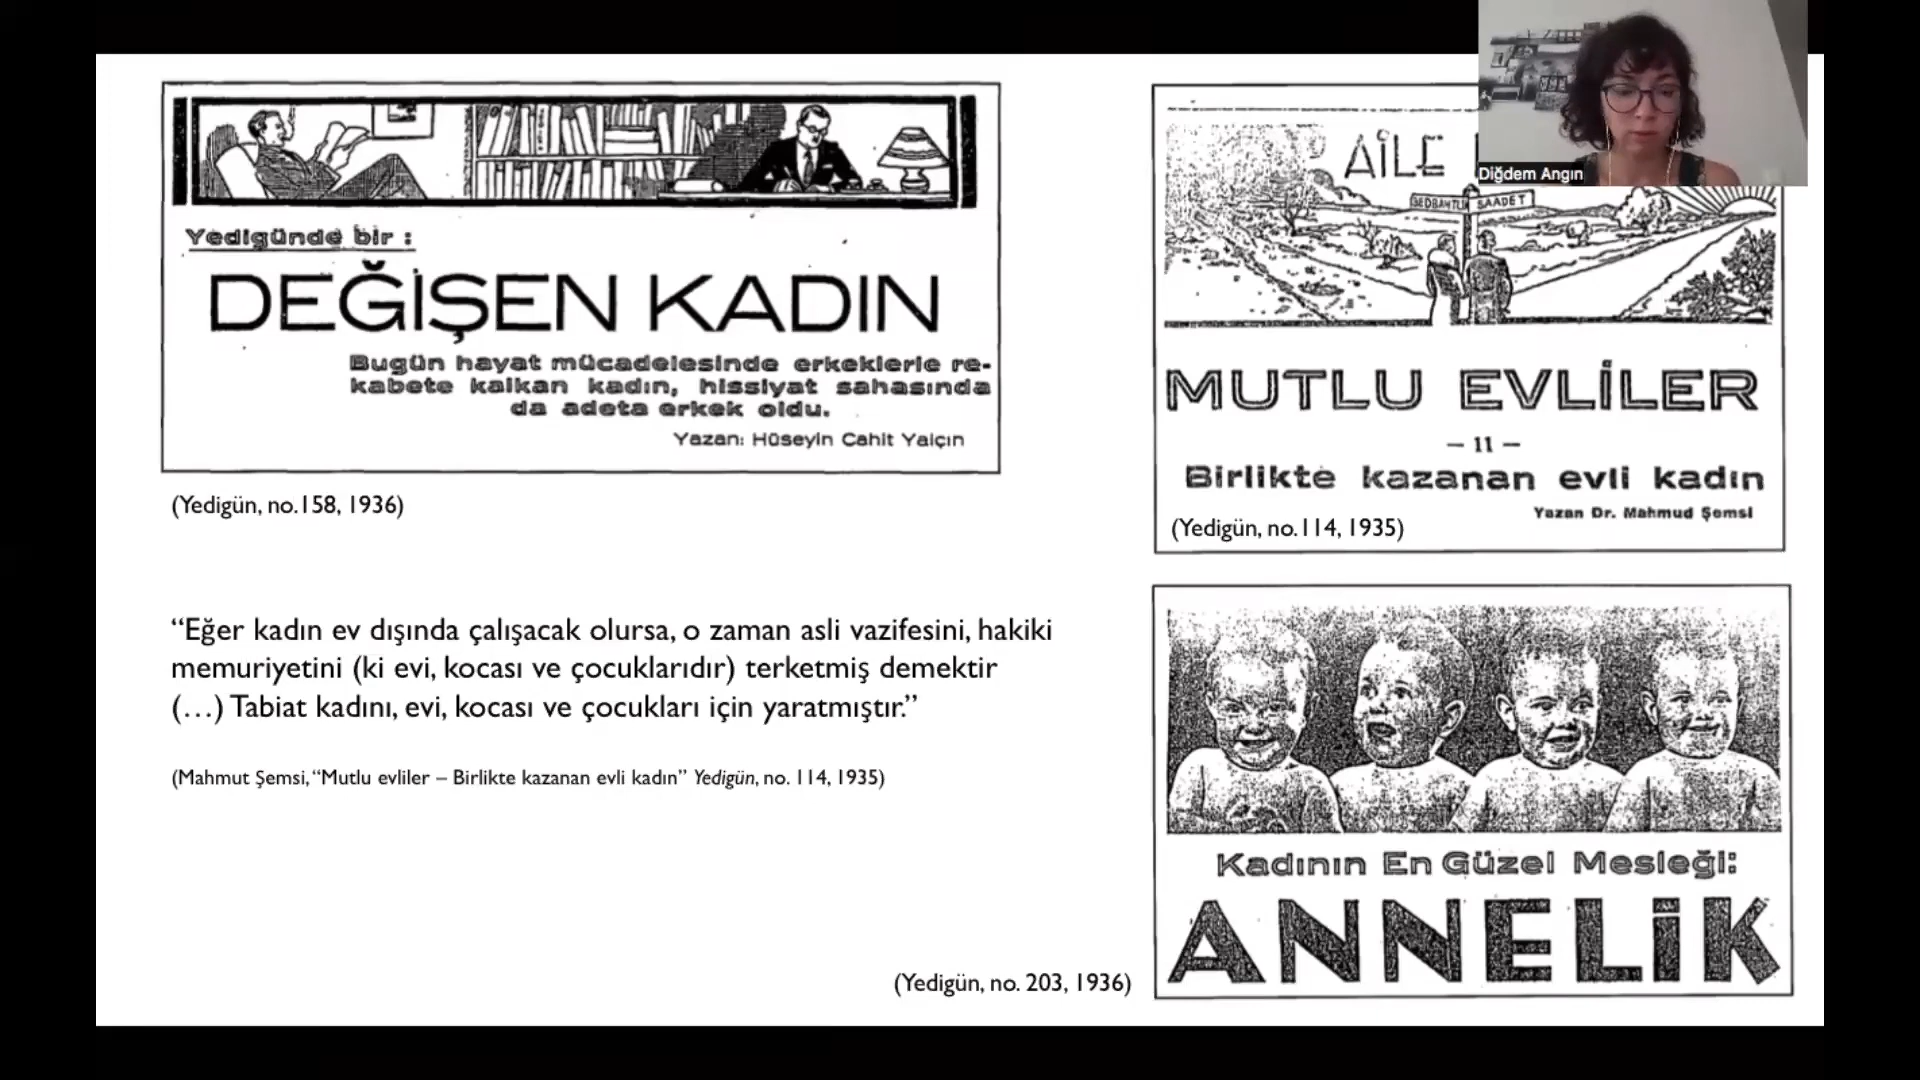 Yedigünde bir :
DEĞİŞEN KADIN
Bugün hayat mücadelesinde erkeklerle re-
kabete kalkan kadın, hissiyat sahasında
da adeta erkek oldu.
Yazan: Hüseyin Cahit Yalçın
(Yedigün, no.158, 1936)
“Eğer kadın ev dışında çalışacak olursa, o zaman asli vazifesini, hakiki
memuriyetini (ki evi, kocası ve çocuklarıdır) terketmiş demektir
(…) Tabiat kadını, evi, kocası ve çocukları için yaratmıştır.”
(Mahmut Şemsi, “Mutlu evliler – Birlikte kazanan evli kadın” Yedigün, no. 114, 1935)
AİLE
BEDBAHTLIK SAADET
MUTLU EVLİLER
— 11 —
Birlikte kazanan evli kadın
Yazan Dr. Mahmud Şemsi
(Yedigün, no.114, 1935)
Kadının En Güzel Mesleği:
ANNELİK
(Yedigün, no. 203, 1936)
Diğdem Angın